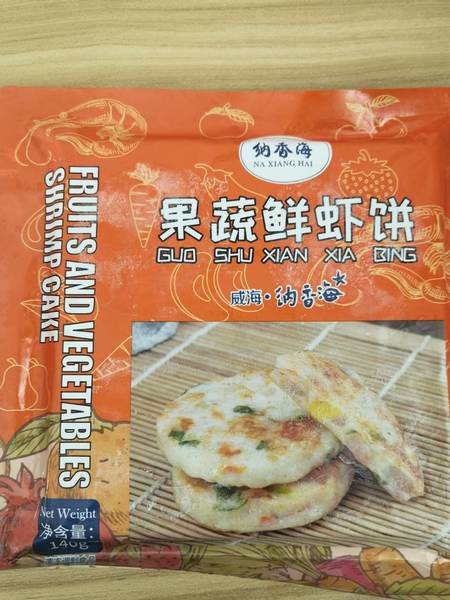 纳香海
NA XIANG HAI
果蔬鲜虾饼
GUO SHU XIAN XIA BING
威海·纳香海
FRUITS AND VEGETABLES
SHRIMP CAKE
Net Weight
净含量:
140g